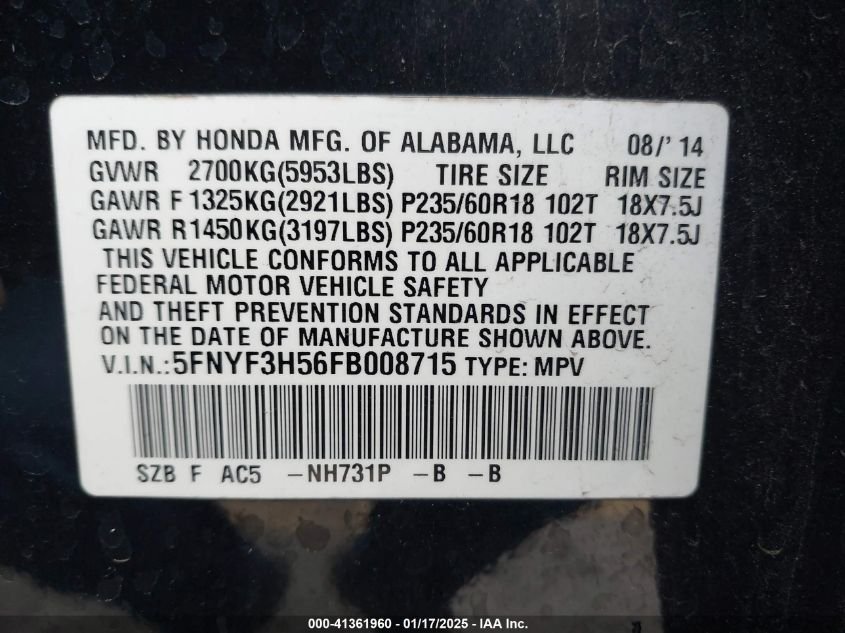 MFD. BY HONDA MFG. OF ALABAMA, LLC 08/' 14
GVWR 2700KG(5953LBS) TIRE SIZE RIM SIZE
GAWR F 1325KG(2921LBS) P235/60R18 102T 18X7.5J
GAWR R1450KG(3197LBS) P235/60R18 102T 18X7.5J
THIS VEHICLE CONFORMS TO ALL APPLICABLE
FEDERAL MOTOR VEHICLE SAFETY
AND THEFT PREVENTION STANDARDS IN EFFECT
ON THE DATE OF MANUFACTURE SHOWN ABOVE.
V.I.N.:5FNYF3H56FB008715 TYPE: MPV
SZB F AC5 –NH731P –B –B
000-41361960 - 01/17/2025 - IAA Inc.